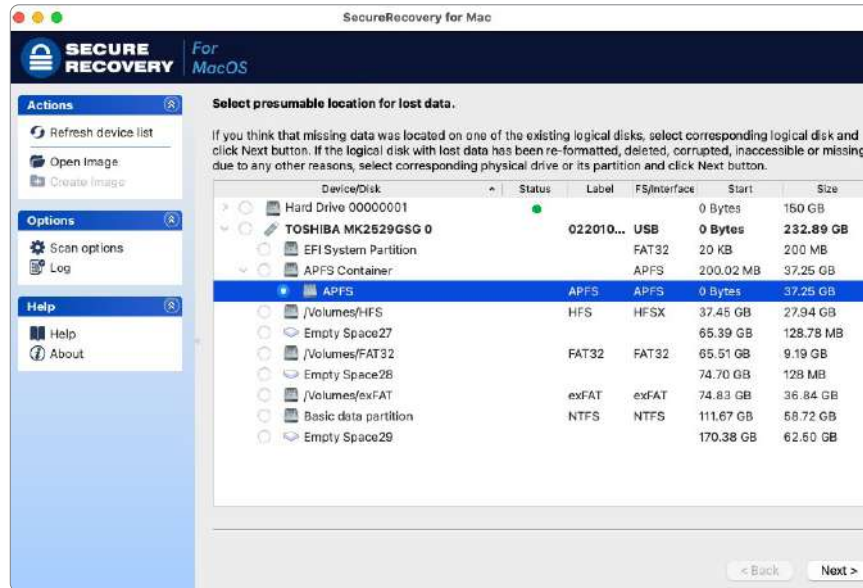 SecureRecovery for Mac
SECURE
RECOVERY
For
MacOS
Actions
Refresh device list
Open Image
Create Image
Options
Scan options
Log
Help
Help
About
Select presumable location for lost data.
If you think that missing data was located on one of the existing logical disks, select corresponding logical disk and
click Next button. If the logical disk with lost data has been re-formatted, deleted, corrupted, inaccessible or missing
due to any other reasons, select corresponding physical drive or its partition and click Next button.
Device/Disk Status Label FS/Interface Start Size
Hard Drive 00000001 0 Bytes 150 GB
TOSHIBA MK2529GSG 0 022010... USB 0 Bytes 232.89 GB
EFI System Partition FAT32 20 KB 200 MB
APFS Container APFS 200.02 MB 37.25 GB
APFS APFS APFS 0 Bytes 37.25 GB
/Volumes/HFS HFS HFSX 37.45 GB 27.94 GB
Empty Space27 65.39 GB 128.78 MB
/Volumes/FAT32 FAT32 FAT32 65.51 GB 9.19 GB
Empty Space28 74.70 GB 128 MB
/Volumes/exFAT exFAT exFAT 74.83 GB 36.84 GB
Basic data partition NTFS NTFS 111.67 GB 58.72 GB
Empty Space29 170.38 GB 62.50 GB
< Back Next >